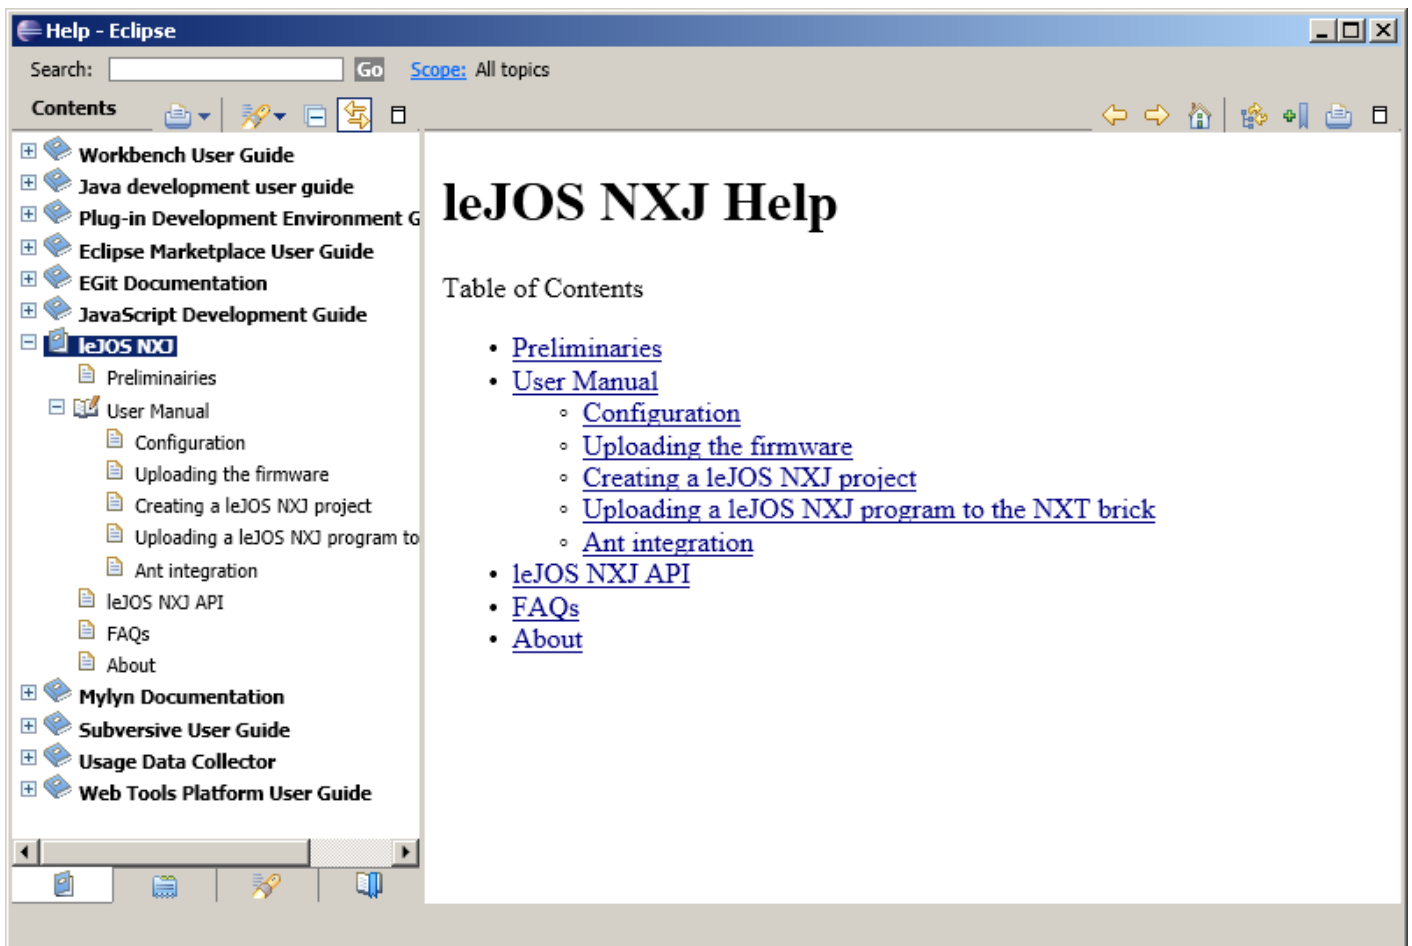 Help - Eclipse
Search: Go Scope: All topics
Contents
Workbench User Guide
Java development user guide
Plug-in Development Environment G
Eclipse Marketplace User Guide
EGit Documentation
JavaScript Development Guide
leJOS NXJ
Preliminairies
User Manual
Configuration
Uploading the firmware
Creating a leJOS NXJ project
Uploading a leJOS NXJ program to
Ant integration
leJOS NXJ API
FAQs
About
Mylyn Documentation
Subversive User Guide
Usage Data Collector
Web Tools Platform User Guide
leJOS NXJ Help
Table of Contents
• Preliminaries
• User Manual
◦ Configuration
◦ Uploading the firmware
◦ Creating a leJOS NXJ project
◦ Uploading a leJOS NXJ program to the NXT brick
◦ Ant integration
• leJOS NXJ API
• FAQs
• About